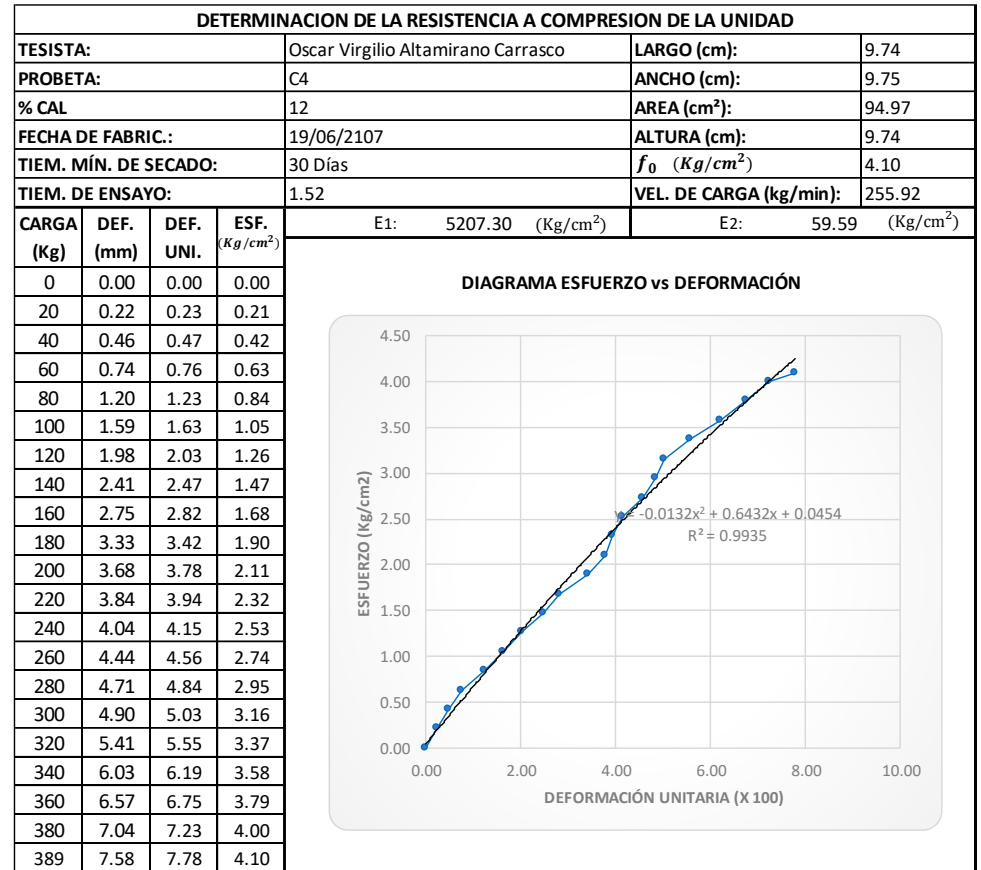 DETERMINACION DE LA RESISTENCIA A COMPRESION DE LA UNIDAD
TESISTA: Oscar Virgilio Altamirano Carrasco LARGO (cm): 9.74
PROBETA: C4 ANCHO (cm): 9.75
% CAL 12 AREA (cm²): 94.97
FECHA DE FABRIC.: 19/06/2107 ALTURA (cm): 9.74
TIEM. MÍN. DE SECADO: 30 Días f₀ (Kg/cm²) 4.10
TIEM. DE ENSAYO: 1.52 VEL. DE CARGA (kg/min): 255.92
CARGA (Kg) DEF. (mm) DEF. UNI. ESF. (Kg/cm²) E1: 5207.30 (Kg/cm²) E2: 59.59 (Kg/cm²)
0 0.00 0.00 0.00
20 0.22 0.23 0.21
40 0.46 0.47 0.42
60 0.74 0.76 0.63
80 1.20 1.23 0.84
100 1.59 1.63 1.05
120 1.98 2.03 1.26
140 2.41 2.47 1.47
160 2.75 2.82 1.68
180 3.33 3.42 1.90
200 3.68 3.78 2.11
220 3.84 3.94 2.32
240 4.04 4.15 2.53
260 4.44 4.56 2.74
280 4.71 4.84 2.95
300 4.90 5.03 3.16
320 5.41 5.55 3.37
340 6.03 6.19 3.58
360 6.57 6.75 3.79
380 7.04 7.23 4.00
389 7.58 7.78 4.10
DIAGRAMA ESFUERZO vs DEFORMACIÓN
4.50
4.00
3.50
3.00
2.50
2.00
1.50
1.00
0.50
0.00
ESFUERZO (Kg/cm2)
y = -0.0132x² + 0.6432x + 0.0454
R² = 0.9935
0.00 2.00 4.00 6.00 8.00 10.00
DEFORMACIÓN UNITARIA (X 100)